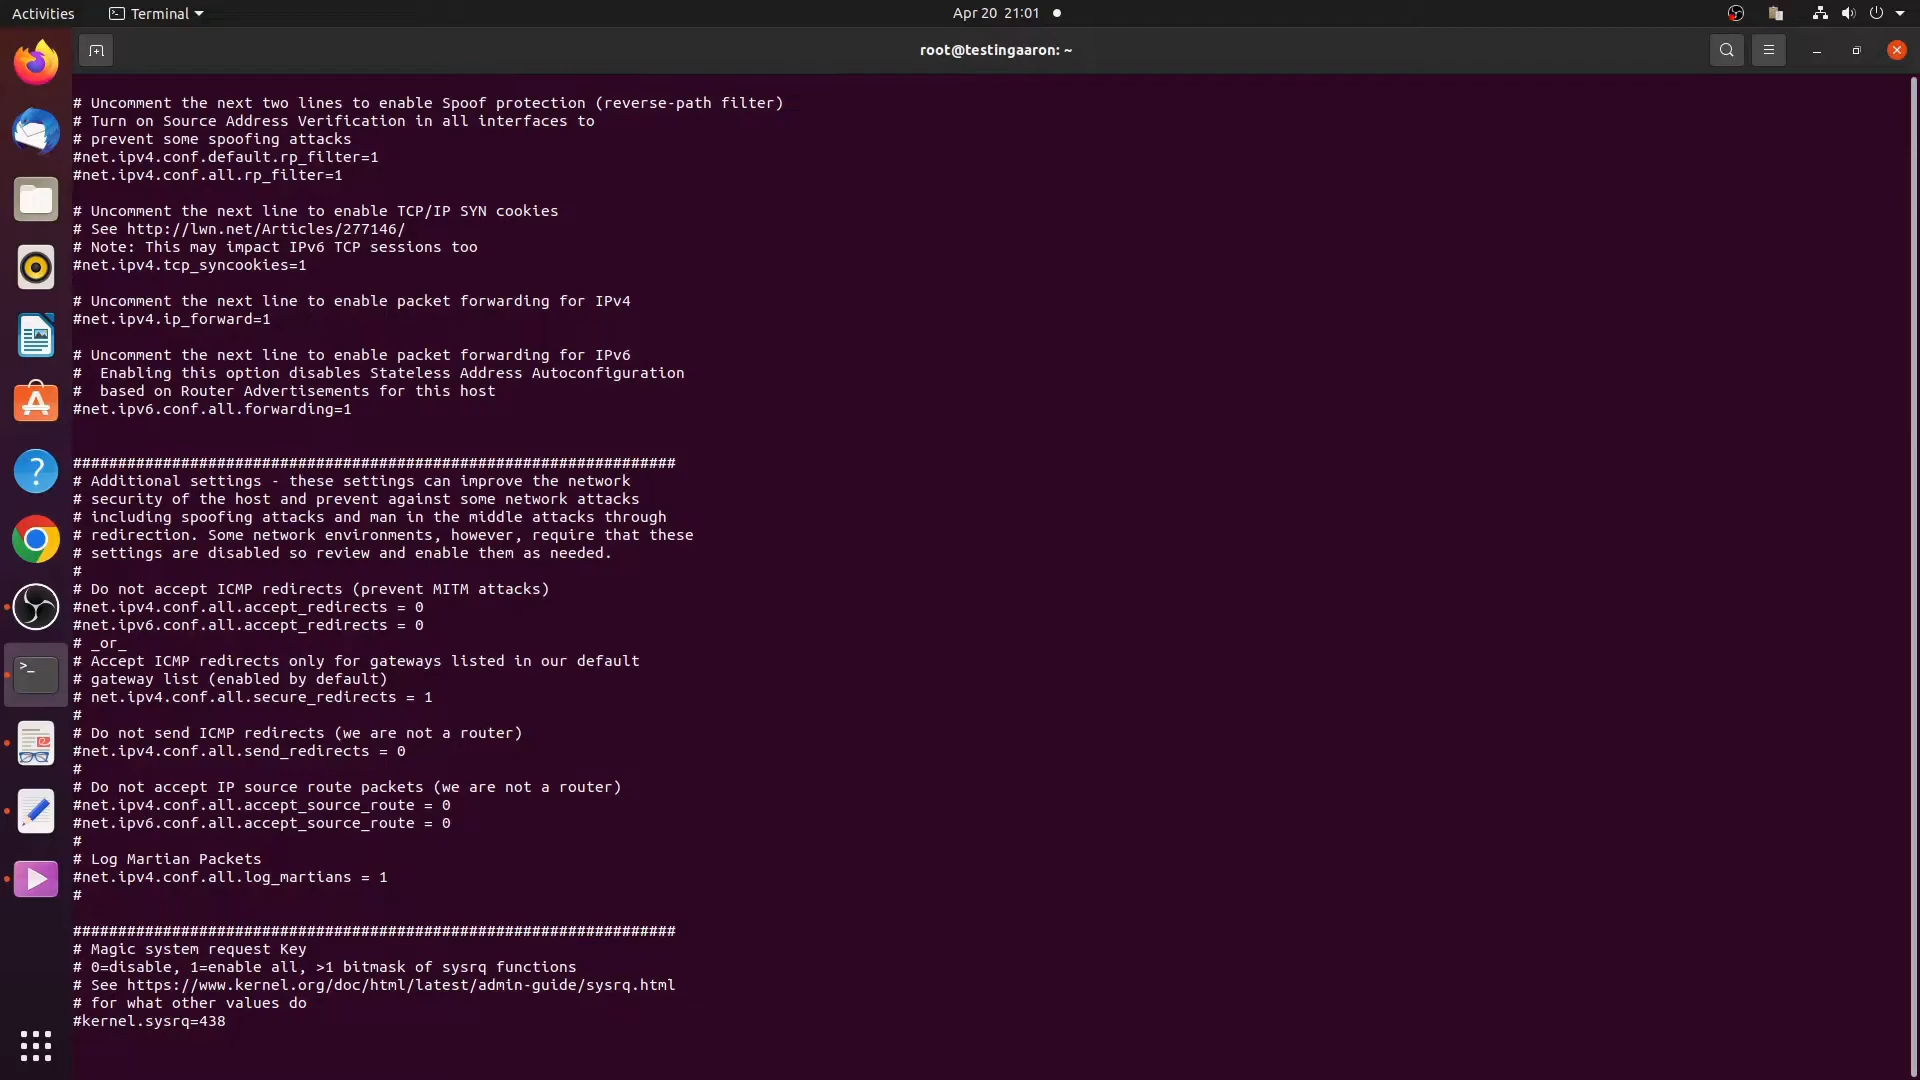 Activities
Terminal
Apr 20 21:01
root@testingaaron: ~
# Uncomment the next two lines to enable Spoof protection (reverse-path filter)
# Turn on Source Address Verification in all interfaces to
# prevent some spoofing attacks
#net.ipv4.conf.default.rp_filter=1
#net.ipv4.conf.all.rp_filter=1
# Uncomment the next line to enable TCP/IP SYN cookies
# See http://lwn.net/Articles/277146/
# Note: This may impact IPv6 TCP sessions too
#net.ipv4.tcp_syncookies=1
# Uncomment the next line to enable packet forwarding for IPv4
#net.ipv4.ip_forward=1
# Uncomment the next line to enable packet forwarding for IPv6
#  Enabling this option disables Stateless Address Autoconfiguration
#  based on Router Advertisements for this host
#net.ipv6.conf.all.forwarding=1
###################################################################
# Additional settings - these settings can improve the network
# security of the host and prevent against some network attacks
# including spoofing attacks and man in the middle attacks through
# redirection. Some network environments, however, require that these
# settings are disabled so review and enable them as needed.
#
# Do not accept ICMP redirects (prevent MITM attacks)
#net.ipv4.conf.all.accept_redirects = 0
#net.ipv6.conf.all.accept_redirects = 0
# _or_
# Accept ICMP redirects only for gateways listed in our default
# gateway list (enabled by default)
# net.ipv4.conf.all.secure_redirects = 1
#
# Do not send ICMP redirects (we are not a router)
#net.ipv4.conf.all.send_redirects = 0
#
# Do not accept IP source route packets (we are not a router)
#net.ipv4.conf.all.accept_source_route = 0
#net.ipv6.conf.all.accept_source_route = 0
#
# Log Martian Packets
#net.ipv4.conf.all.log_martians = 1
#
###################################################################
# Magic system request Key
# 0=disable, 1=enable all, >1 bitmask of sysrq functions
# See https://www.kernel.org/doc/html/latest/admin-guide/sysrq.html
# for what other values do
#kernel.sysrq=438